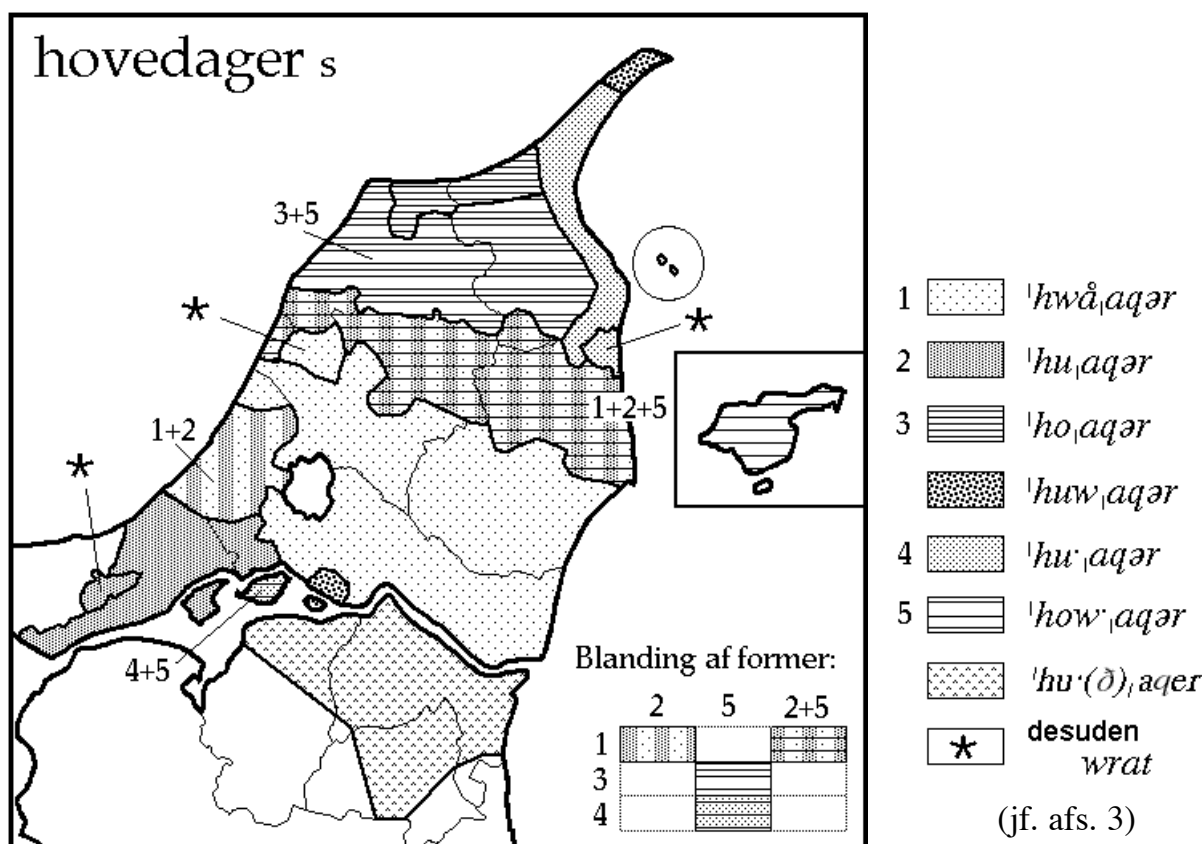 hovedager s
3+5
*
*
1+2
*
1+2+5
4+5
Blanding af former:
2 5 2+5
1
3
4
1 ˈhwåˌaqər
2 ˈhuˌaqər
3 ˈhoˌaqər
ˈhuwˌaqər
4 ˈhu·ˌaqər
5 ˈhow·ˌaqər
ˈhu·(ð)ˌaqer
* desuden
wrat
(jf. afs. 3)